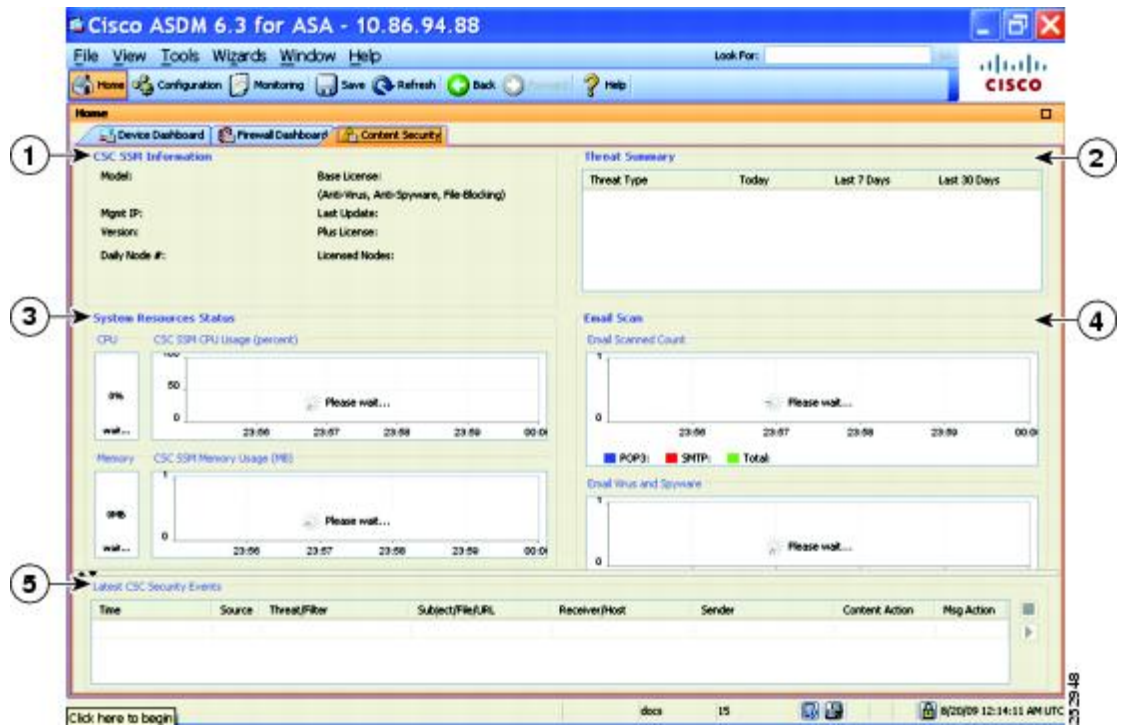 Cisco ASDM 6.3 for ASA - 10.86.94.88
File View Tools Wizards Window Help
Look For:
Home Configuration Monitoring Save Refresh Back Help
CISCO
Home
Device Dashboard Firewall Dashboard Content Security
1
2
CSC SSM Information
Model:
Base License:
(Anti-Virus, Anti-Spyware, File-Blocking)
Mgmt IP:
Last Update:
Version:
Plus License:
Daily Node #:
Licensed Nodes:
Threat Summary
Threat Type Today Last 7 Days Last 30 Days
3
4
System Resources Status
CPU
CSC SSM CPU Usage (percent)
100
50
0
0%
wait...
Please wait...
23:56 23:57 23:58 23:59
Memory
CSC SSM Memory Usage (MB)
1
0
0MB
wait...
Please wait...
23:56 23:57 23:58 23:59
Email Scan
Email Scanned Count
1
0
Please wait...
23:56 23:57 23:58 23:59
POP3: SMTP: Total:
Email Virus and Spyware
1
0
Please wait...
5
Latest CSC Security Events
Time Source Threat/Filter Subject/File/URL Receiver/Host Sender Content Action Msg Action
Click here to begin
docs 15 8/20/09 12:14:11 AM UTC
252948